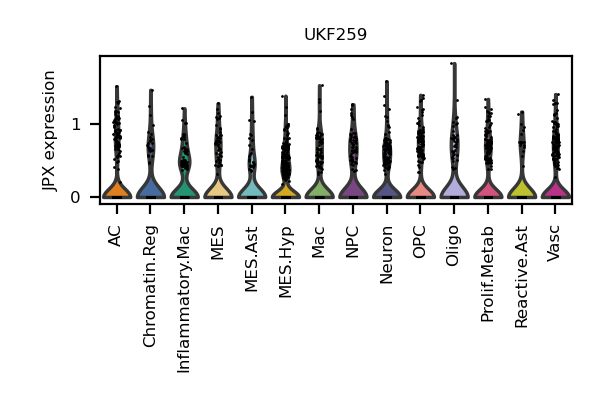 UKF259
JPX expression
1
0
AC
Chromatin.Reg
Inflammatory.Mac
MES
MES.Ast
MES.Hyp
Mac
NPC
Neuron
OPC
Oligo
Prolif.Metab
Reactive.Ast
Vasc